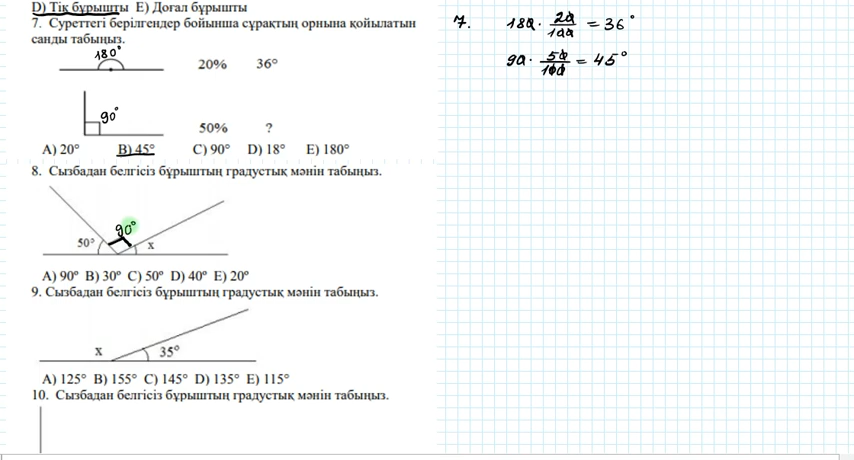 D) Тік бұрышты E) Доғал бұрышты
7. Суреттегі берілгендер бойынша сұрақтың орнына қойылатын
санды табыңыз.
180°
20% 36°
90°
50% ?
A) 20° B) 45° C) 90° D) 18° E) 180°
8. Сызбадан белгісіз бұрыштың градустық мәнін табыңыз.
90°
50° x
A) 90° B) 30° C) 50° D) 40° E) 20°
9. Сызбадан белгісіз бұрыштың градустық мәнін табыңыз.
x 35°
A) 125° B) 155° C) 145° D) 135° E) 115°
10. Сызбадан белгісіз бұрыштың градустық мәнін табыңыз.
7. 180 · 20/100 = 36°
90 · 50/100 = 45°